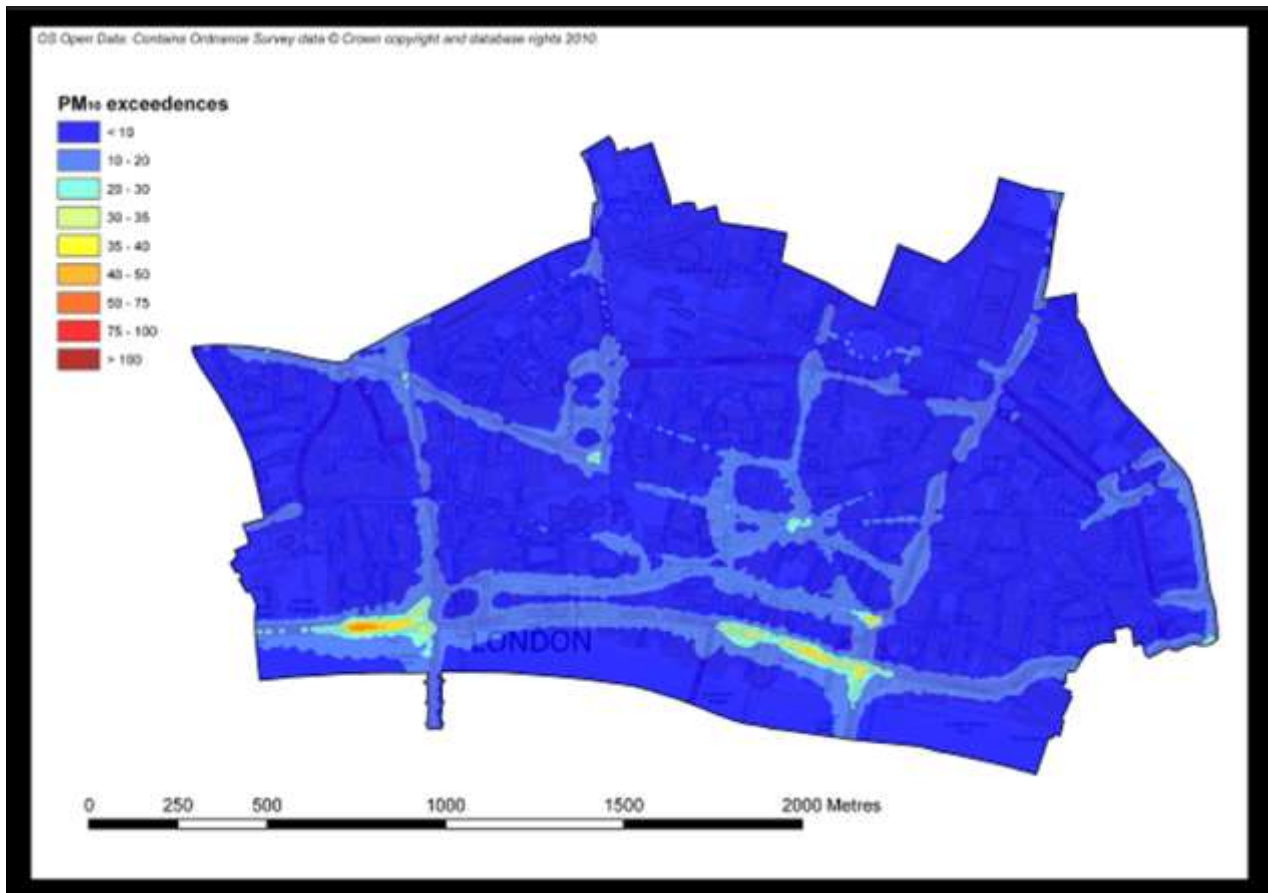 OS Open Data: Contains Ordnance Survey data © Crown copyright and database rights 2010.
PM10 exceedences
< 10
10 - 20
20 - 30
30 - 35
35 - 40
40 - 50
50 - 75
75 - 100
> 100
LONDON
0 250 500 1000 1500 2000 Metres